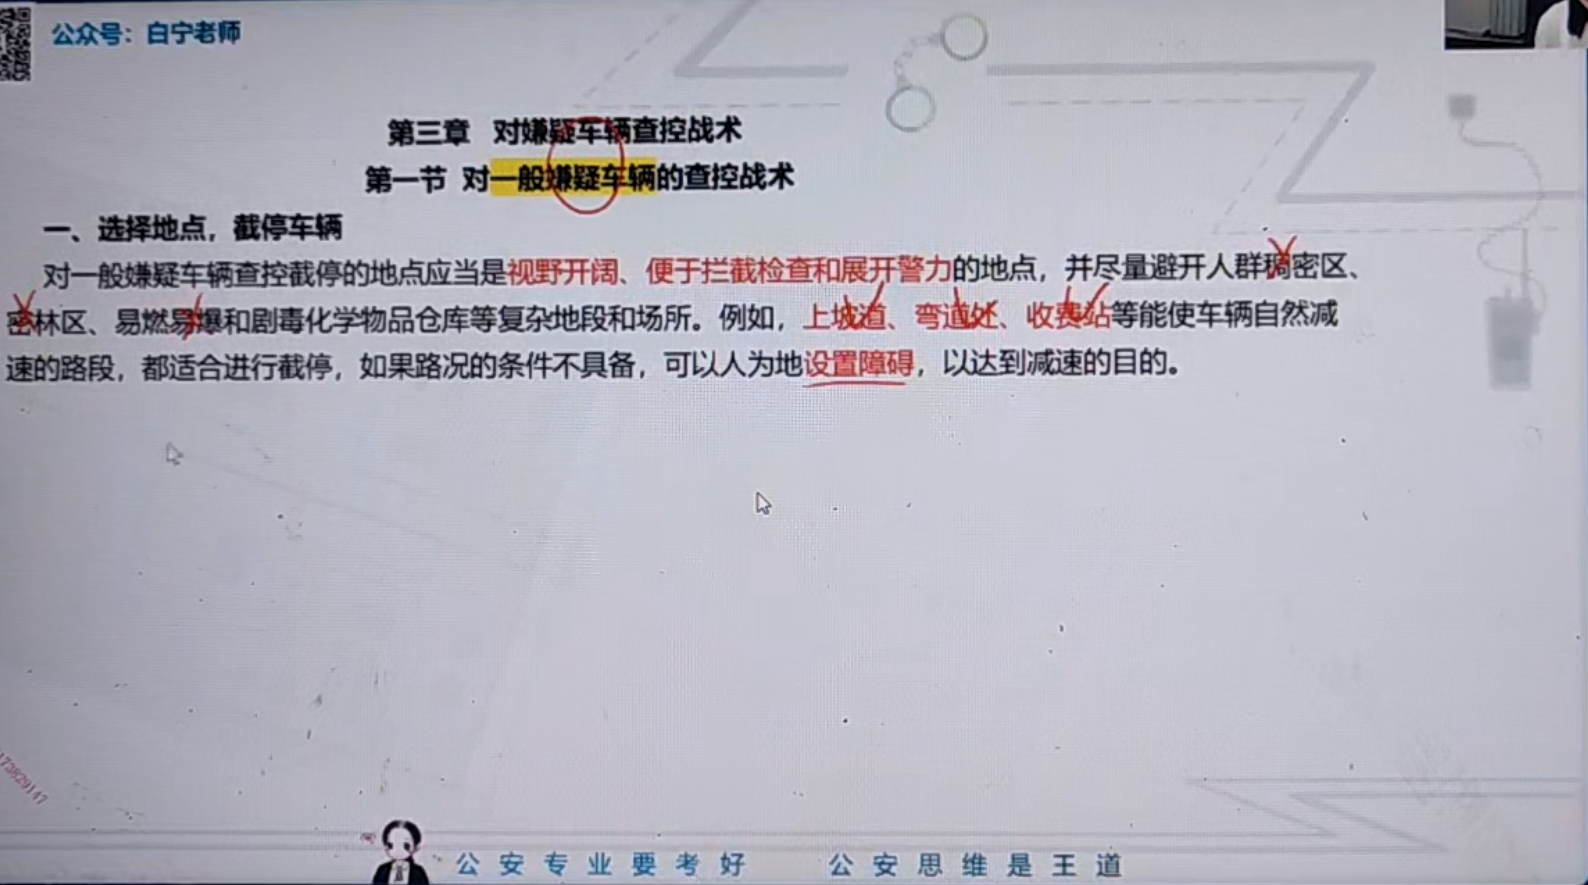 公众号：白宁老师
第三章 对嫌疑车辆查控战术
第一节 对一般嫌疑车辆的查控战术
一、选择地点，截停车辆
对一般嫌疑车辆查控截停的地点应当是视野开阔、便于拦截检查和展开警力的地点，并尽量避开人群稠密区、
密林区、易燃易爆和剧毒化学物品仓库等复杂地段和场所。例如，上坡道、弯道处、收费站等能使车辆自然减
速的路段，都适合进行截停，如果路况的条件不具备，可以人为地设置障碍，以达到减速的目的。
公安专业要考好 公安思维是王道